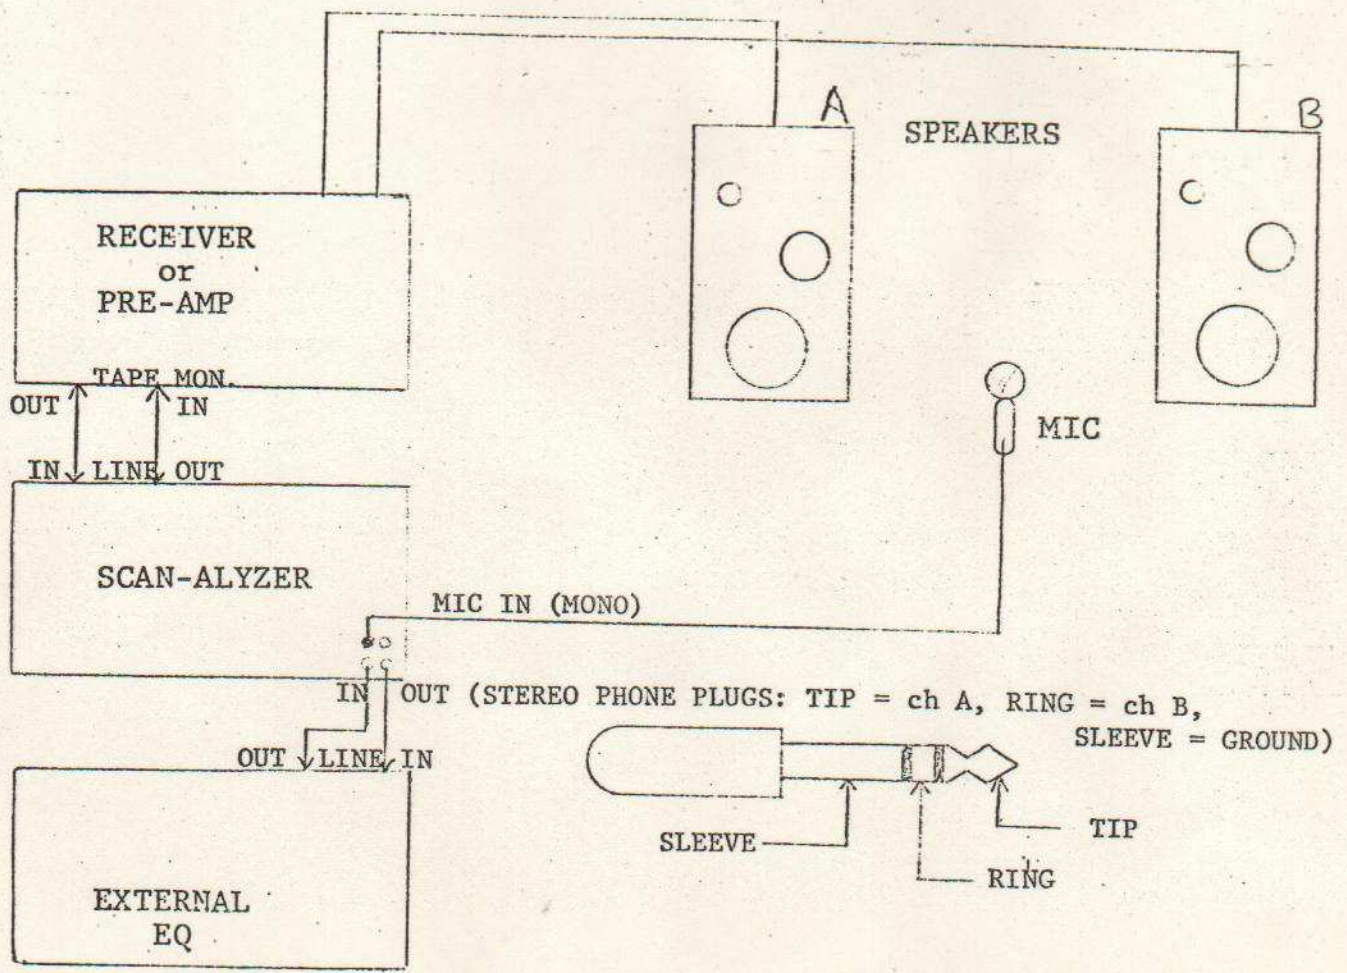 A
SPEAKERS
B
RECEIVER
or
PRE-AMP
TAPE MON.
OUT IN
MIC
IN LINE OUT
SCAN-ALYZER
MIC IN (MONO)
IN OUT (STEREO PHONE PLUGS: TIP = ch A, RING = ch B,
SLEEVE = GROUND)
OUT LINE IN
SLEEVE
TIP
RING
EXTERNAL
EQ